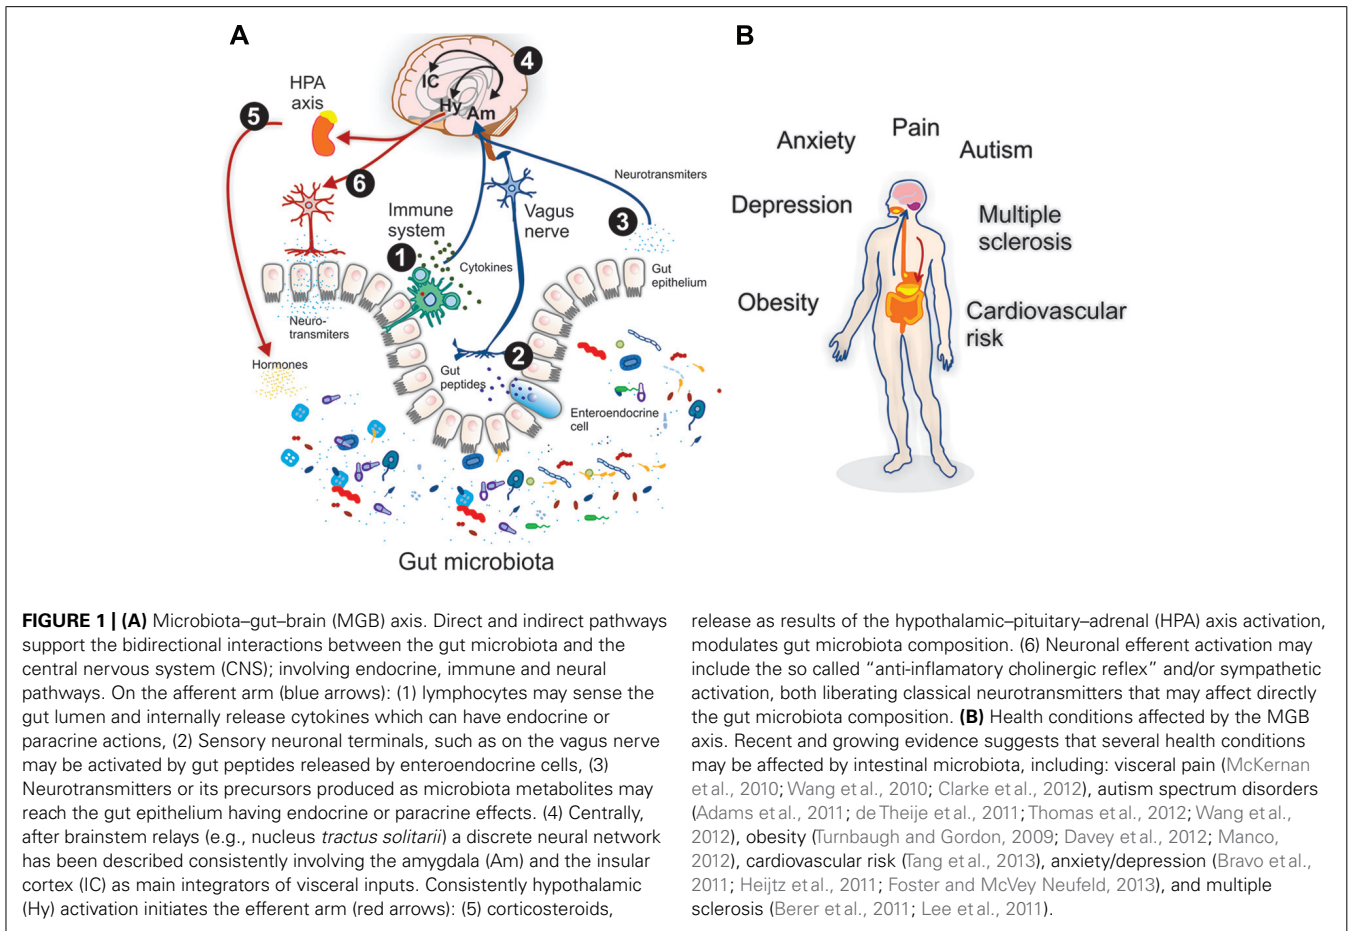 A
B
4
IC
Hy
Am
HPA
axis
5
6
Neurotransmiters
3
Immune
system
1
Vagus
nerve
Cytokines
Gut
epithelium
Neuro-
transmiters
Hormones
2
Gut
peptides
Enteroendocrine
cell
Gut microbiota
Pain
Anxiety
Autism
Depression
Multiple
sclerosis
Obesity
Cardiovascular
risk
FIGURE 1 | (A) Microbiota–gut–brain (MGB) axis. Direct and indirect pathways
support the bidirectional interactions between the gut microbiota and the
central nervous system (CNS); involving endocrine, immune and neural
pathways. On the afferent arm (blue arrows): (1) lymphocytes may sense the
gut lumen and internally release cytokines which can have endocrine or
paracrine actions, (2) Sensory neuronal terminals, such as on the vagus nerve
may be activated by gut peptides released by enteroendocrine cells, (3)
Neurotransmitters or its precursors produced as microbiota metabolites may
reach the gut epithelium having endocrine or paracrine effects. (4) Centrally,
after brainstem relays (e.g., nucleus tractus solitarii) a discrete neural network
has been described consistently involving the amygdala (Am) and the insular
cortex (IC) as main integrators of visceral inputs. Consistently hypothalamic
(Hy) activation initiates the efferent arm (red arrows): (5) corticosteroids,
release as results of the hypothalamic–pituitary–adrenal (HPA) axis activation,
modulates gut microbiota composition. (6) Neuronal efferent activation may
include the so called “anti-inflamatory cholinergic reflex” and/or sympathetic
activation, both liberating classical neurotransmitters that may affect directly
the gut microbiota composition. (B) Health conditions affected by the MGB
axis. Recent and growing evidence suggests that several health conditions
may be affected by intestinal microbiota, including: visceral pain (McKernan
et al., 2010; Wang et al., 2010; Clarke et al., 2012), autism spectrum disorders
(Adams et al., 2011; de Theije et al., 2011; Thomas et al., 2012; Wang et al.,
2012), obesity (Turnbaugh and Gordon, 2009; Davey et al., 2012; Manco,
2012), cardiovascular risk (Tang et al., 2013), anxiety/depression (Bravo et al.,
2011; Heijtz et al., 2011; Foster and McVey Neufeld, 2013), and multiple
sclerosis (Berer et al., 2011; Lee et al., 2011).